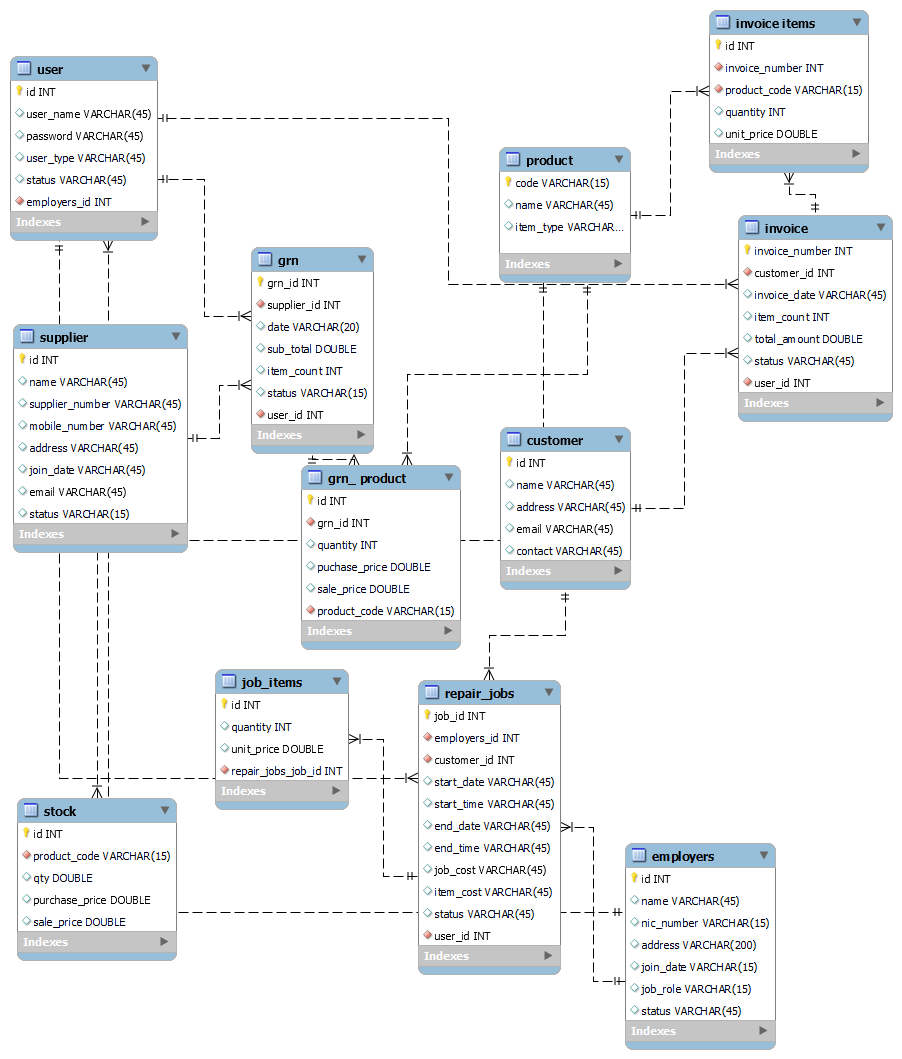 invoice items
id INT
invoice_number INT
product_code VARCHAR(15)
quantity INT
unit_price DOUBLE
Indexes
user
id INT
user_name VARCHAR(45)
password VARCHAR(45)
user_type VARCHAR(45)
status VARCHAR(45)
employers_id INT
Indexes
product
code VARCHAR(15)
name VARCHAR(45)
item_type VARCHAR...
Indexes
invoice
invoice_number INT
customer_id INT
invoice_date VARCHAR(45)
item_count INT
total_amount DOUBLE
status VARCHAR(45)
user_id INT
Indexes
grn
grn_id INT
supplier_id INT
date VARCHAR(20)
sub_total DOUBLE
item_count INT
status VARCHAR(15)
user_id INT
Indexes
supplier
id INT
name VARCHAR(45)
supplier_number VARCHAR(45)
mobile_number VARCHAR(45)
address VARCHAR(45)
join_date VARCHAR(45)
email VARCHAR(45)
status VARCHAR(15)
Indexes
customer
id INT
name VARCHAR(45)
address VARCHAR(45)
email VARCHAR(45)
contact VARCHAR(45)
Indexes
grn_ product
id INT
grn_id INT
quantity INT
puchase_price DOUBLE
sale_price DOUBLE
product_code VARCHAR(15)
Indexes
job_items
id INT
quantity INT
unit_price DOUBLE
repair_jobs_job_id INT
Indexes
repair_jobs
job_id INT
employers_id INT
customer_id INT
start_date VARCHAR(45)
start_time VARCHAR(45)
end_date VARCHAR(45)
end_time VARCHAR(45)
job_cost VARCHAR(45)
item_cost VARCHAR(45)
status VARCHAR(45)
user_id INT
Indexes
stock
id INT
product_code VARCHAR(15)
qty DOUBLE
purchase_price DOUBLE
sale_price DOUBLE
Indexes
employers
id INT
name VARCHAR(45)
nic_number VARCHAR(15)
address VARCHAR(200)
join_date VARCHAR(15)
job_role VARCHAR(15)
status VARCHAR(45)
Indexes